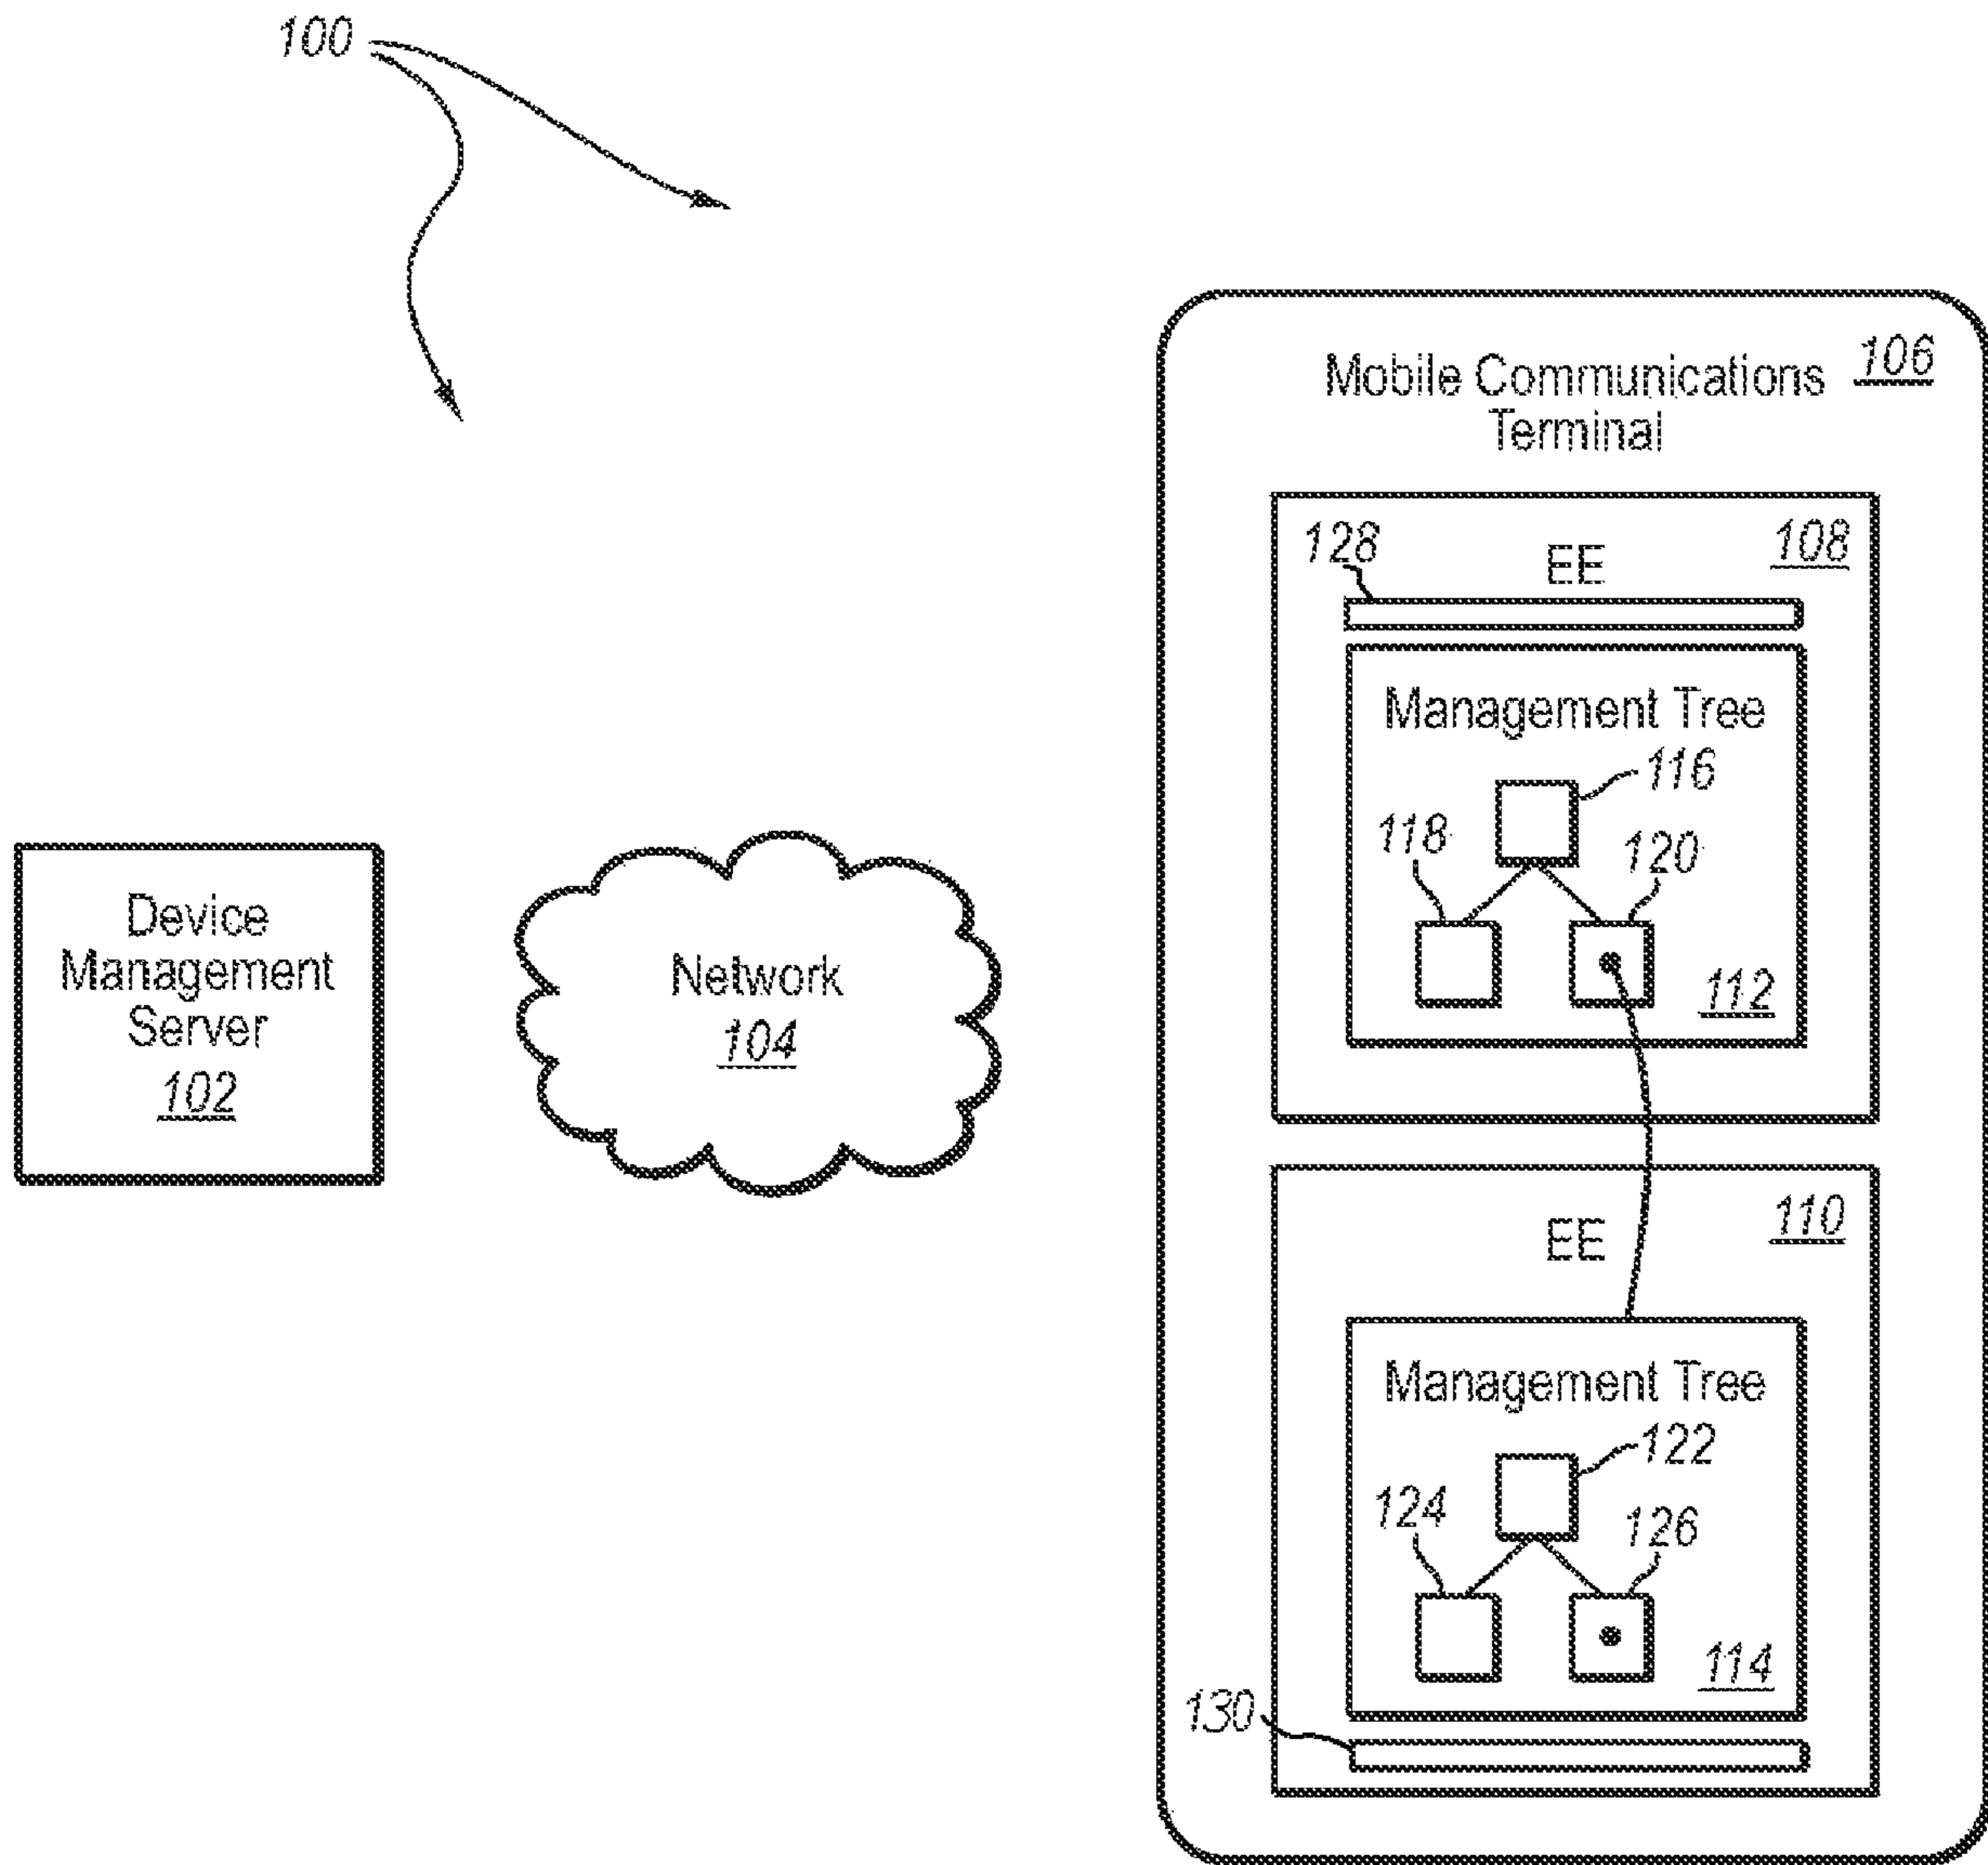 100
Mobile Communications 106
Terminal
128
EE
108
Management Tree
116
118
120
112
Device
Management
Server
102
Network
104
EE
110
Management Tree
122
124
126
114
130